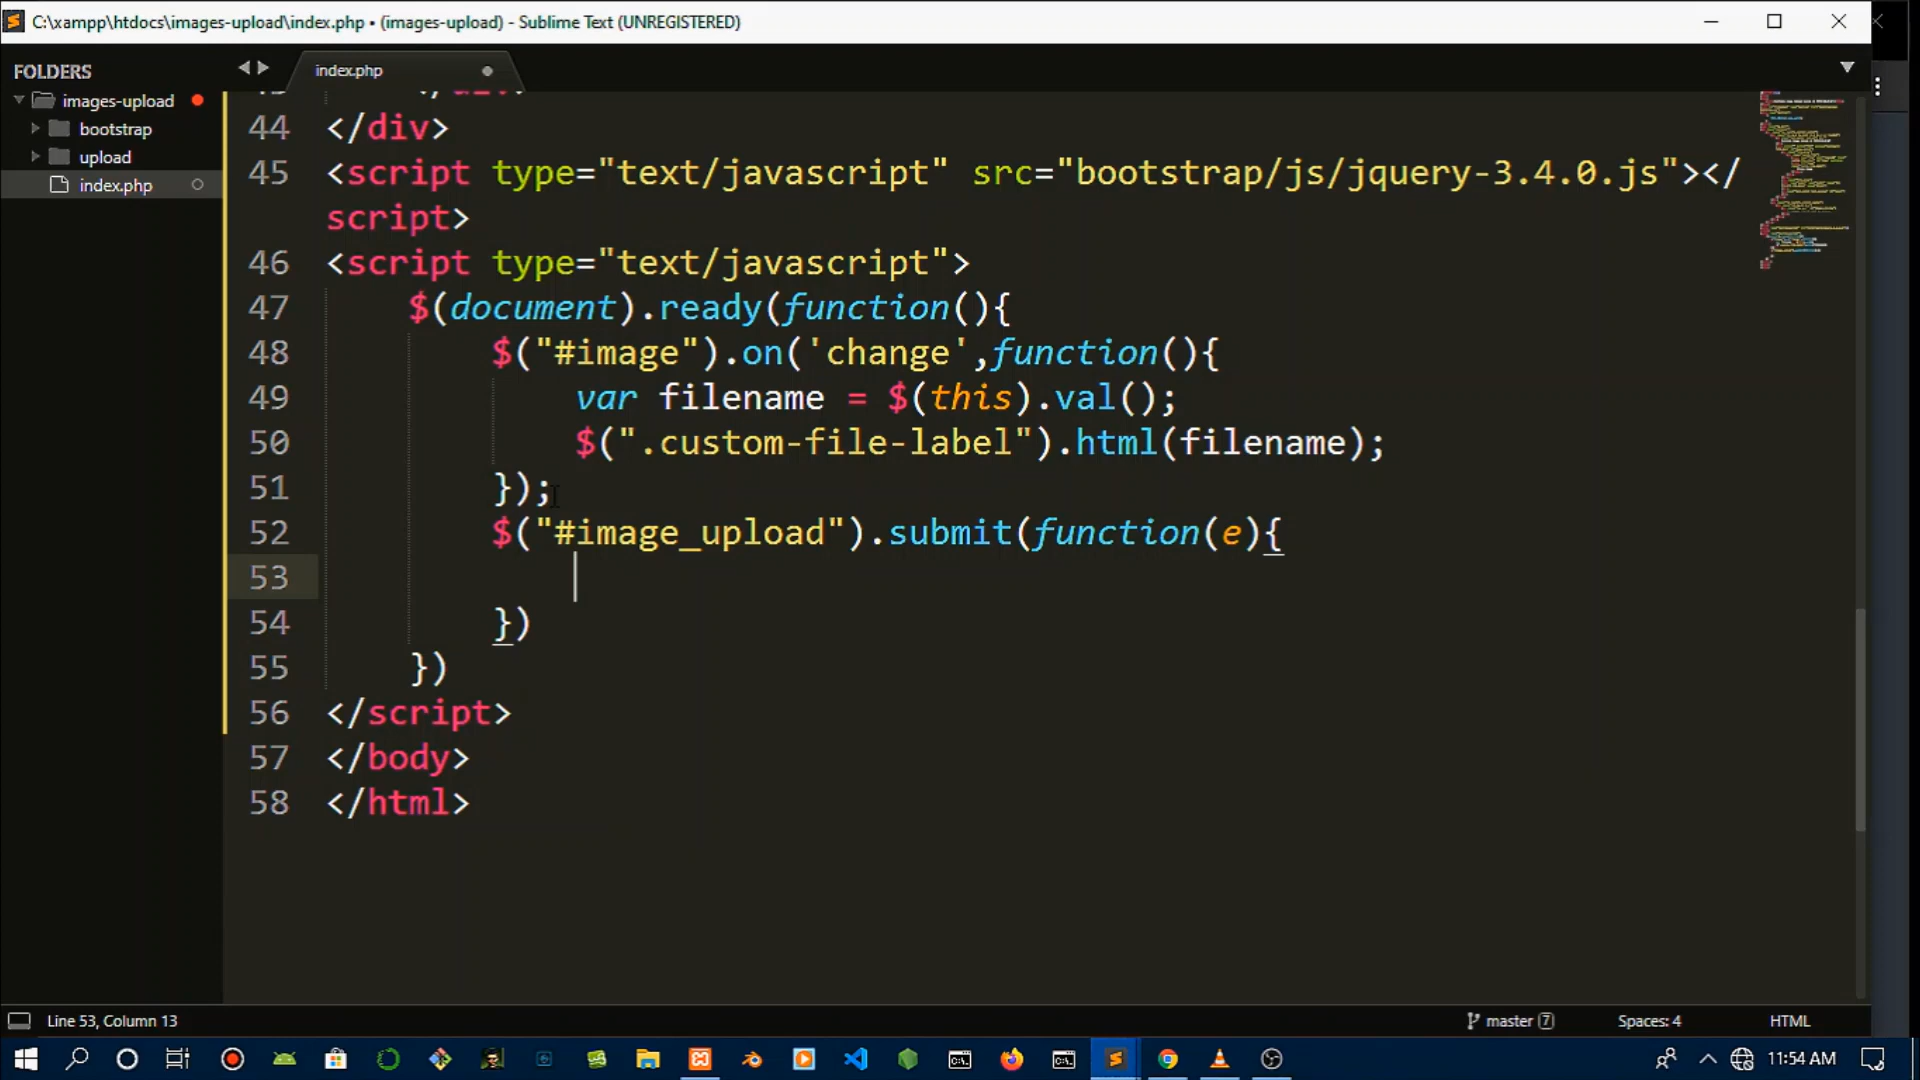 C:\xampp\htdocs\images-upload\index.php • (images-upload) - Sublime Text (UNREGISTERED)
FOLDERS
images-upload
bootstrap
upload
index.php
index.php
44 </div>
45 <script type="text/javascript" src="bootstrap/js/jquery-3.4.0.js"></
script>
46 <script type="text/javascript">
47 $(document).ready(function(){
48 $("#image").on('change',function(){
49 var filename = $(this).val();
50 $(".custom-file-label").html(filename);
51 });
52 $("#image_upload").submit(function(e){
53
54 })
55 })
56 </script>
57 </body>
58 </html>
Line 53, Column 13
master 7
Spaces: 4
HTML
11:54 AM